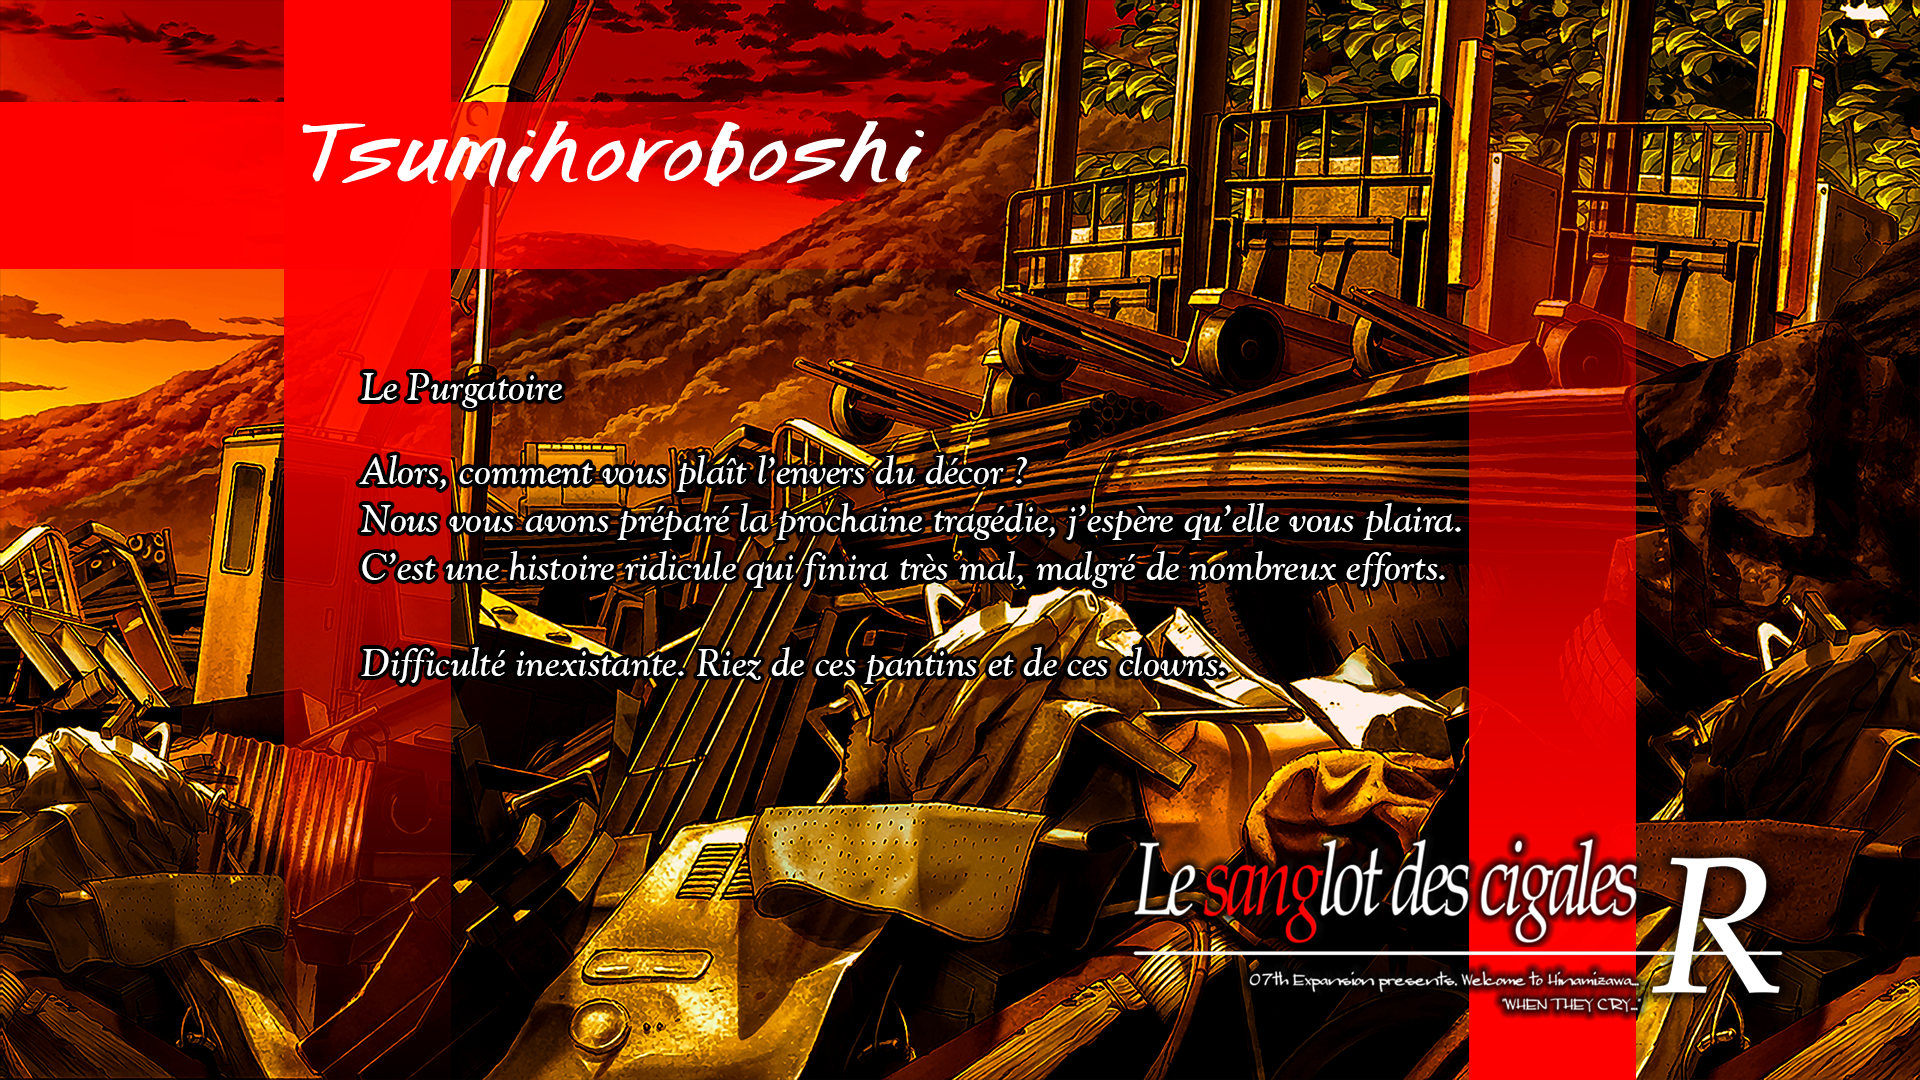 Tsumihoroboshi
Le Purgatoire
Alors, comment vous plaît l'envers du décor ?
Nous vous avons préparé la prochaine tragédie, j'espère qu'elle vous plaira.
C'est une histoire ridicule qui finira très mal, malgré de nombreux efforts.
Difficulté inexistante. Riez de ces pantins et de ces clowns.
Le sanglot des cigales R
07th Expansion presents. Welcome to Hinamizawa...
"WHEN THEY CRY..."